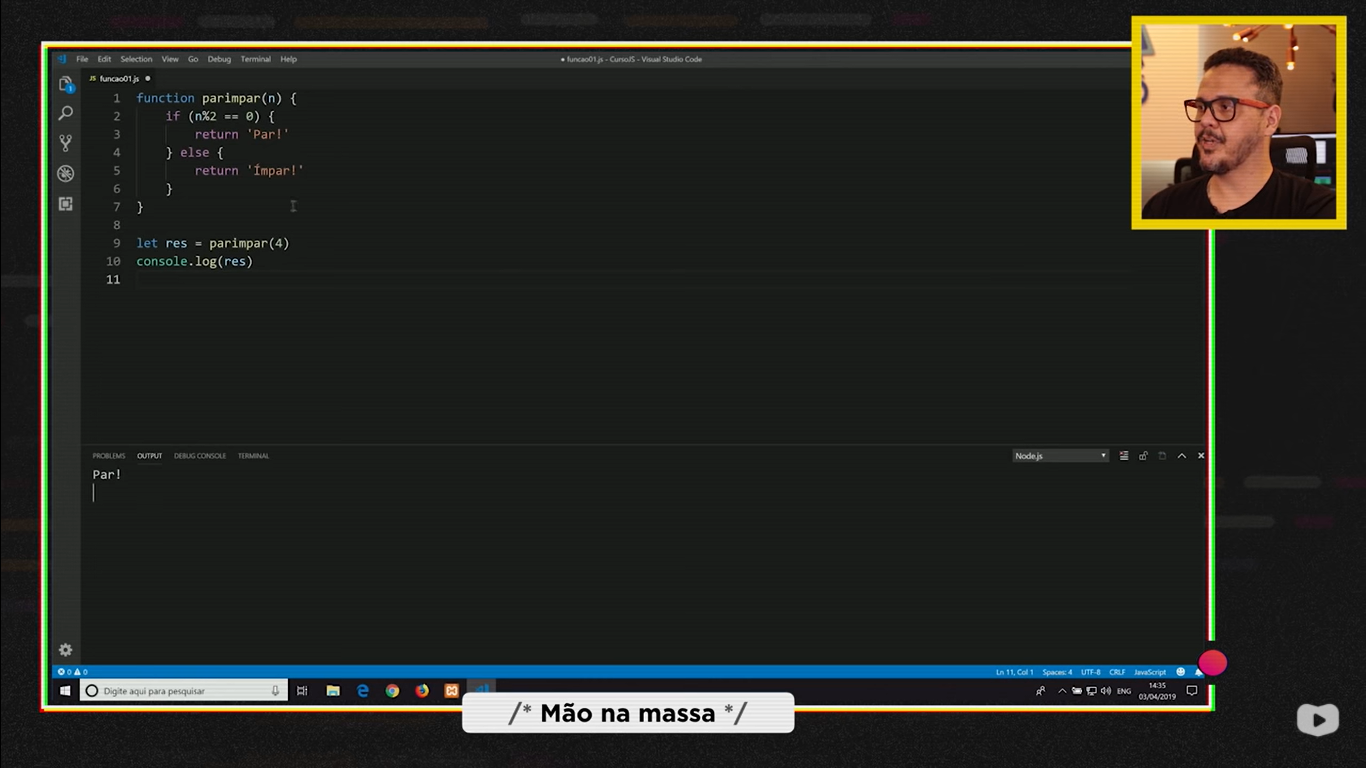 File Edit Selection View Go Debug Terminal Help
● funcao01.js - CursoJS - Visual Studio Code
JS funcao01.js ●
1 function parimpar(n) {
2 if (n%2 == 0) {
3 return 'Par!'
4 } else {
5 return 'Ímpar!'
6 }
7 }
8
9 let res = parimpar(4)
10 console.log(res)
11
PROBLEMS OUTPUT DEBUG CONSOLE TERMINAL
Node.js
Par!
0 0
Ln 11, Col 1 Spaces: 4 UTF-8 CRLF JavaScript
Digite aqui para pesquisar
ENG
14:35
03/04/2019
/* Mão na massa */